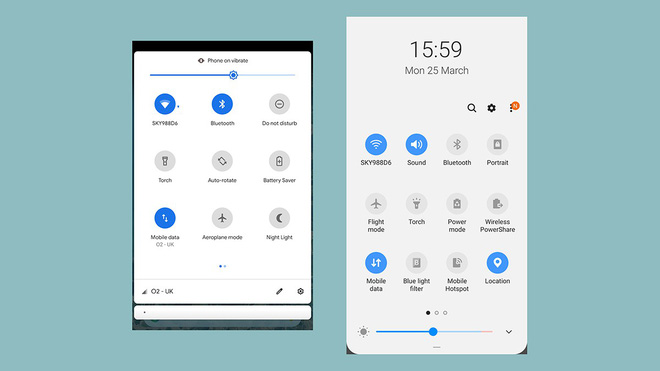 Phone on vibrate
SKY988D6
Bluetooth
Do not disturb
Torch
Auto-rotate
Battery Saver
Mobile data
O2 - UK
Aeroplane mode
Night Light
O2 - UK
15:59
Mon 25 March
N
SKY988D6
Sound
Bluetooth
Portrait
Flight
mode
Torch
Power
mode
Wireless
PowerShare
Mobile
data
Blue light
filter
Mobile
Hotspot
Location